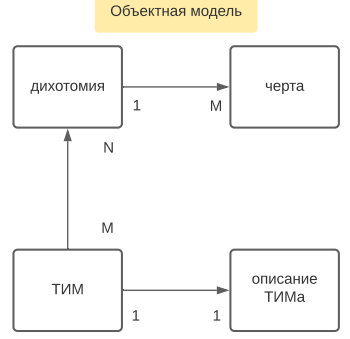 Объектная модель
дихотомия
черта
1
M
N
M
ТИМ
описание
ТИМа
1
1